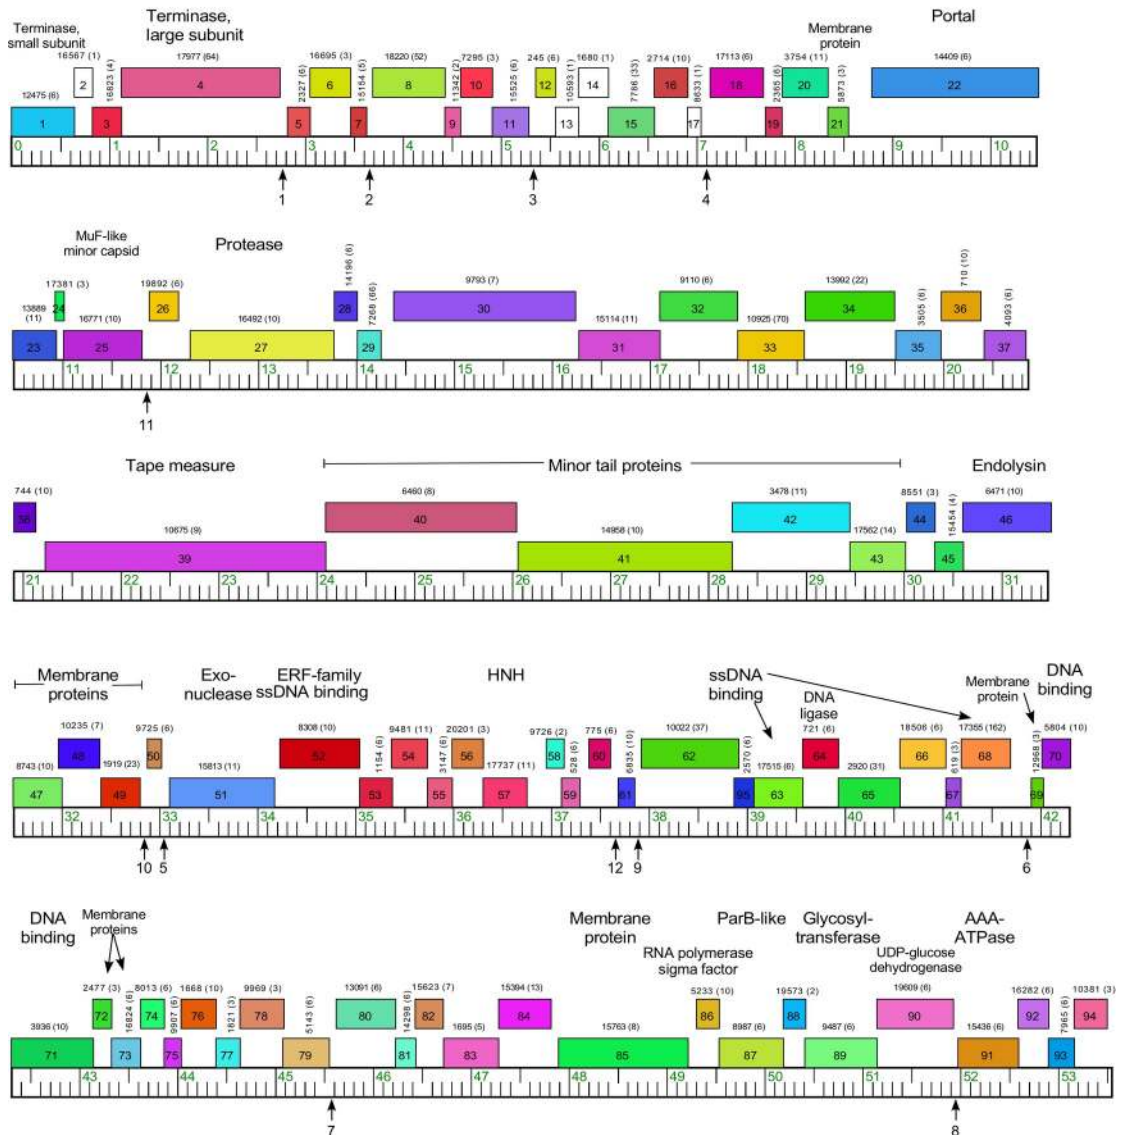 Terminase,
large subunit
Portal
Terminase,
small subunit
Membrane
protein
16567 (1)
17977 (64)
16695 (3)
18220 (52)
7295 (3)
245 (6)
1680 (1)
2714 (10)
17113 (6)
3754 (11)
14409 (6)
12475 (6)
16823 (4)
2327 (6)
15154 (5)
11342 (2)
15525 (6)
10593 (1)
7786 (33)
8633 (1)
2365 (6)
5873 (3)
2 4 6 8 10 12 14 16 18 20 22
1 3 5 7 9 11 13 15 17 19 21
0 1 2 3 4 5 6 7 8 9 10
1 2 3 4
MuF-like
minor capsid
Protease
17381 (3)
19892 (6)
14196 (6)
9793 (7)
9110 (6)
13992 (22)
710 (10)
13889
(11)
16771 (10)
16492 (10)
7268 (66)
15114 (11)
10925 (70)
3505 (6)
4093 (6)
24 26 28 30 32 34 36
23 25 27 29 31 33 35 37
11 12 13 14 15 16 17 18 19 20
11
Tape measure
Minor tail proteins
Endolysin
744 (10)
6460 (8)
3478 (11)
8551 (3)
6471 (10)
10675 (9)
14958 (10)
17562 (14)
15454 (4)
38 40 42 44 46
39 41 43 45
21 22 23 24 25 26 27 28 29 30 31
Membrane
proteins
Exo-
nuclease
ERF-family
ssDNA binding
HNH
ssDNA
binding
DNA
ligase
Membrane
protein
DNA
binding
10235 (7)
9725 (6)
8308 (10)
9481 (11)
20201 (3)
9726 (2)
775 (6)
10022 (37)
721 (6)
18506 (6)
17355 (162)
5804 (10)
8743 (10)
1919 (23)
15813 (11)
1154 (6)
3147 (6)
17737 (11)
528 (6)
6835 (10)
2570 (6)
17515 (6)
2920 (31)
619 (3)
12968 (3)
48 50 52 54 56 58 60 62 64 66 68 70
47 49 51 53 55 57 59 61 95 63 65 67 69
32 33 34 35 36 37 38 39 40 41 42
10 5 12 9 6
DNA
binding
Membrane
proteins
Membrane
protein
RNA polymerase
sigma factor
ParB-like
Glycosyl-
transferase
UDP-glucose
dehydrogenase
AAA-
ATPase
2477 (3)
8013 (6)
1668 (10)
9969 (3)
13091 (6)
15623 (7)
15394 (13)
5233 (10)
19573 (2)
19609 (6)
16282 (6)
10381 (3)
3936 (10)
16824 (6)
9907 (6)
1821 (3)
5143 (6)
14298 (6)
1695 (5)
15763 (8)
8987 (6)
9487 (6)
15436 (6)
7965 (6)
72 74 76 78 80 82 84 86 88 90 92 94
71 73 75 77 79 81 83 85 87 89 91 93
43 44 45 46 47 48 49 50 51 52 53
7 8